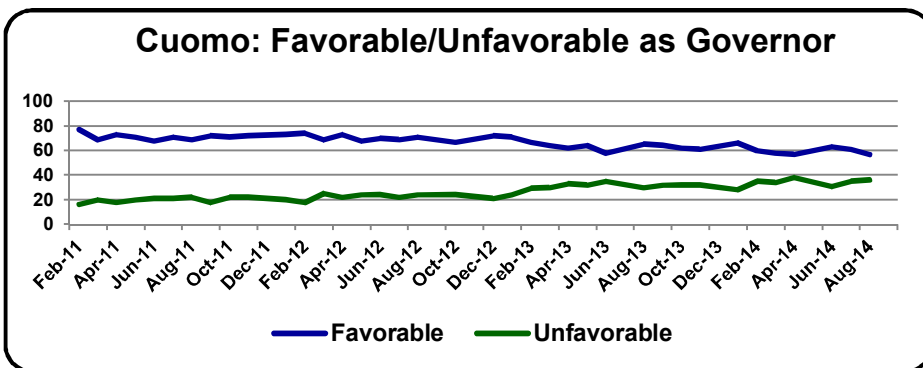 Cuomo: Favorable/Unfavorable as Governor
100
80
60
40
20
0
Feb-11
Apr-11
Jun-11
Aug-11
Oct-11
Dec-11
Feb-12
Apr-12
Jun-12
Aug-12
Oct-12
Dec-12
Feb-13
Apr-13
Jun-13
Aug-13
Oct-13
Dec-13
Feb-14
Apr-14
Jun-14
Aug-14
Favorable Unfavorable